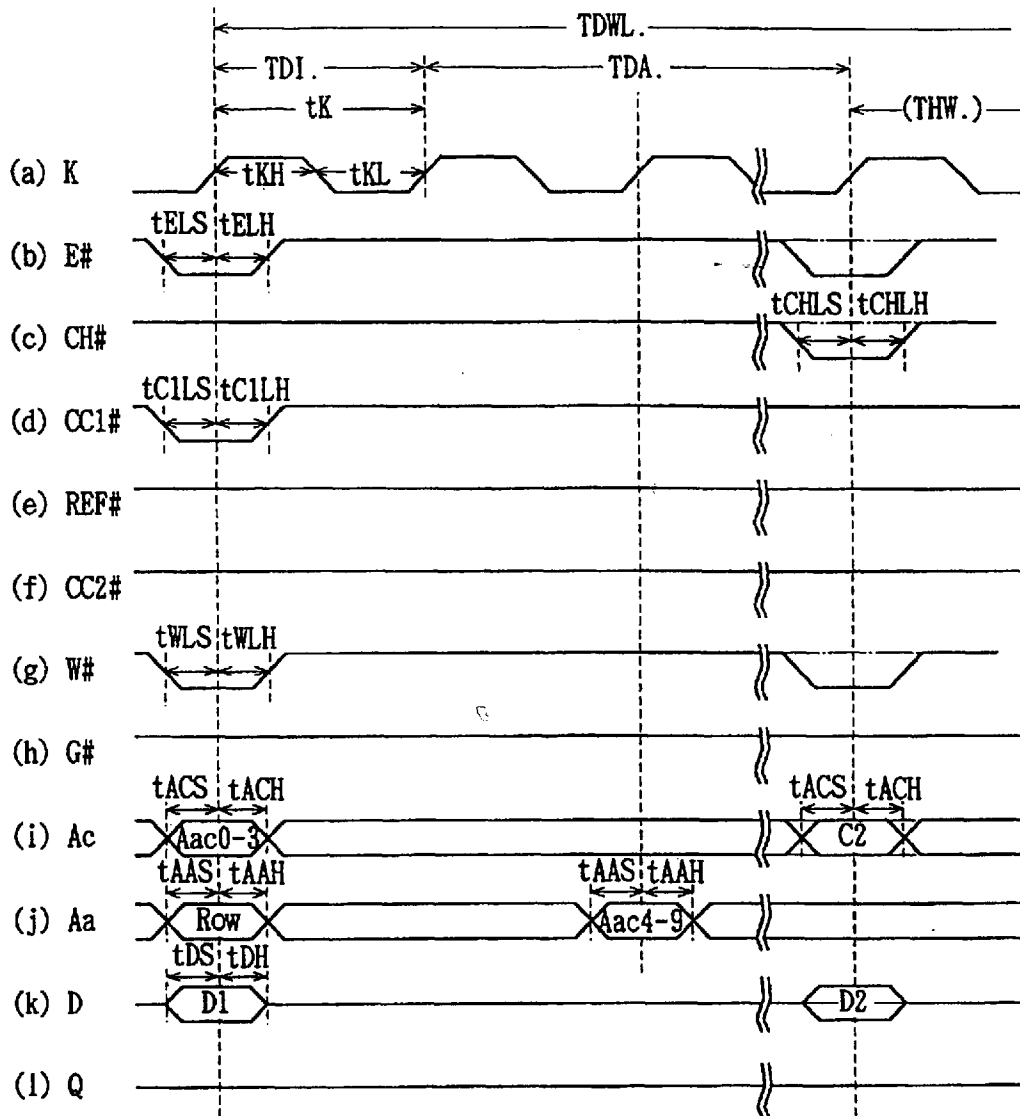 TDWL.
TDI. TDA.
tK (THW.)
(a) K tKH tKL
tELS tELH
(b) E#
tCHLS tCHLH
(c) CH#
tC1LS tC1LH
(d) CC1#
(e) REF#
(f) CC2#
tWLS tWLH
(g) W#
(h) G#
tACS tACH tACS tACH
(i) Ac Aac0-3 C2
tAAS tAAH tAAS tAAH
(j) Aa Row Aac4-9
tDS tDH
(k) D D1 D2
(l) Q